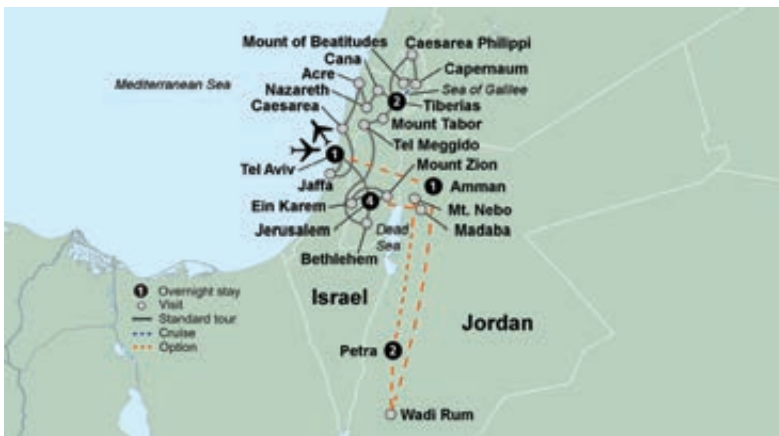 Mount of Beatitudes
Caesarea Philippi
Cana
Capernaum
Mediterranean Sea
Acre
Sea of Galilee
Nazareth
2
Tiberias
Caesarea
Mount Tabor
Tel Meggido
1
Mount Zion
Tel Aviv
Jaffa
1
Amman
Ein Karem
4
Mt. Nebo
Jerusalem
Dead
Sea
Madaba
Bethlehem
1 Overnight stay
Visit
Standard tour
Cruise
Option
Israel
Jordan
Petra
2
Wadi Rum